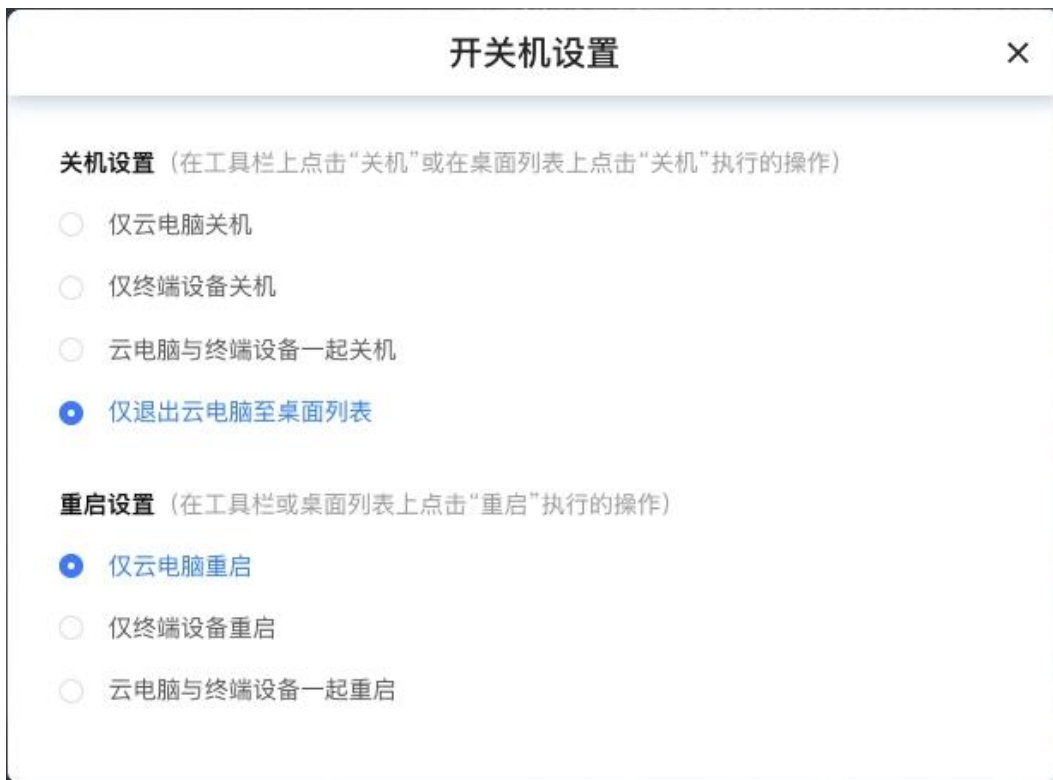 开关机设置
关机设置（在工具栏上点击“关机”或在桌面列表上点击“关机”执行的操作）
仅云电脑关机
仅终端设备关机
云电脑与终端设备一起关机
仅退出云电脑至桌面列表
重启设置（在工具栏或桌面列表上点击“重启”执行的操作）
仅云电脑重启
仅终端设备重启
云电脑与终端设备一起重启